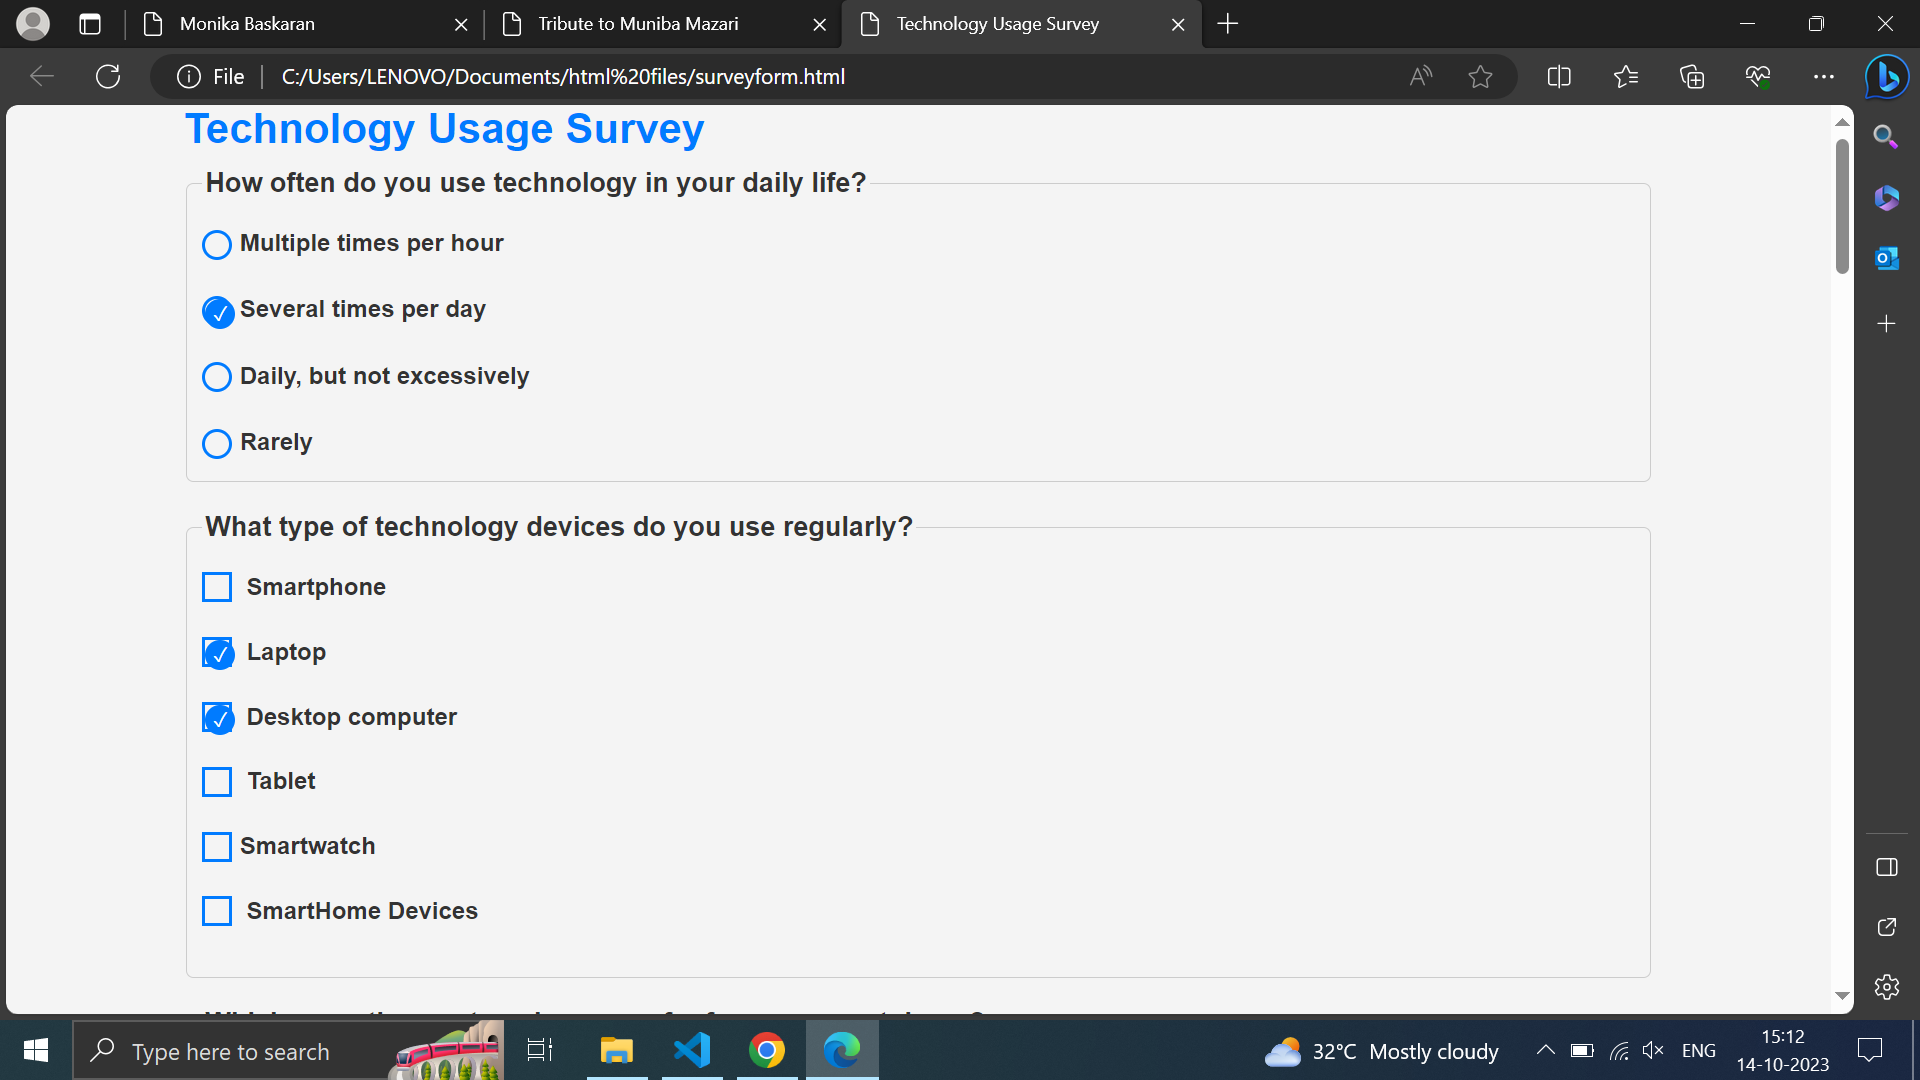 Monika Baskaran
Tribute to Muniba Mazari
Technology Usage Survey
File
C:/Users/LENOVO/Documents/html%20files/surveyform.html
Technology Usage Survey
How often do you use technology in your daily life?
Multiple times per hour
Several times per day
Daily, but not excessively
Rarely
What type of technology devices do you use regularly?
Smartphone
Laptop
Desktop computer
Tablet
Smartwatch
SmartHome Devices
Type here to search
32°C Mostly cloudy
ENG
15:12
14-10-2023